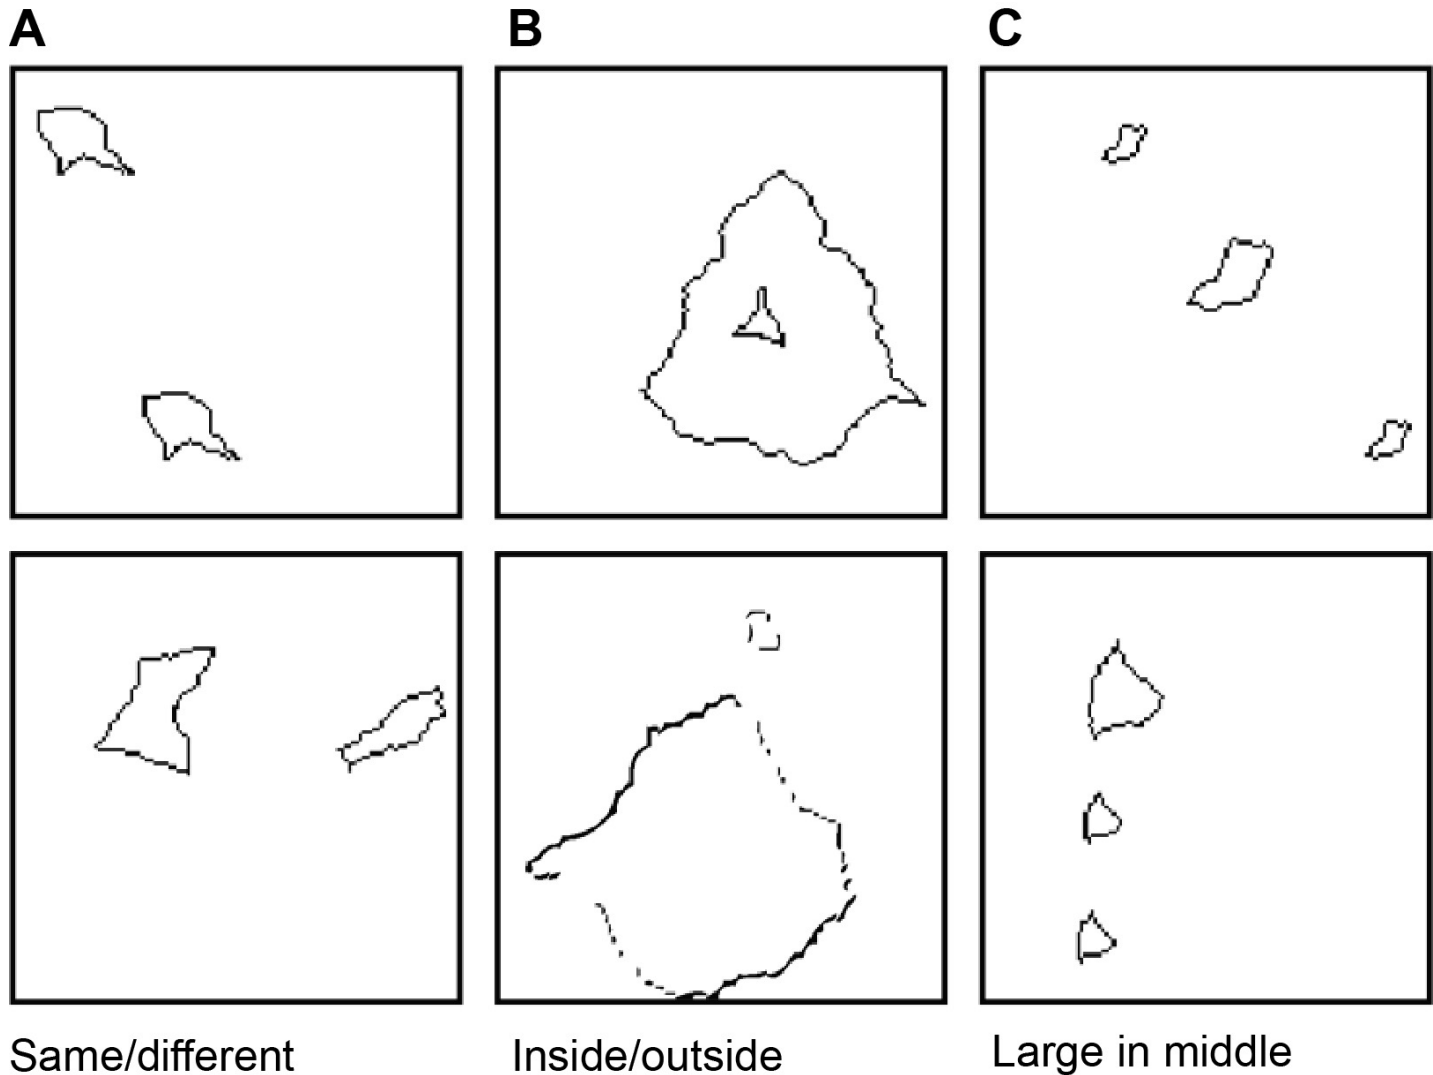 A
B
C
Same/different
Inside/outside
Large in middle